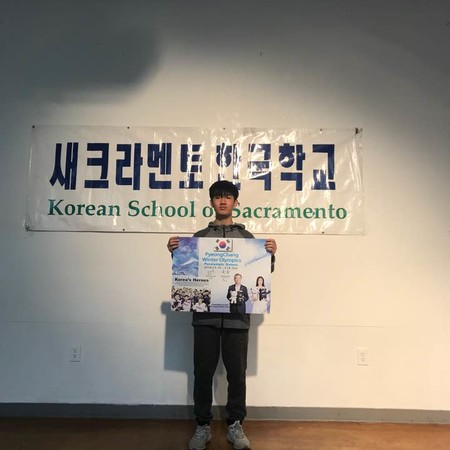 새크라멘토 한국학교
Korean School of Sacramento
PyeongChang
Winter Olympics
Korea's Heroes